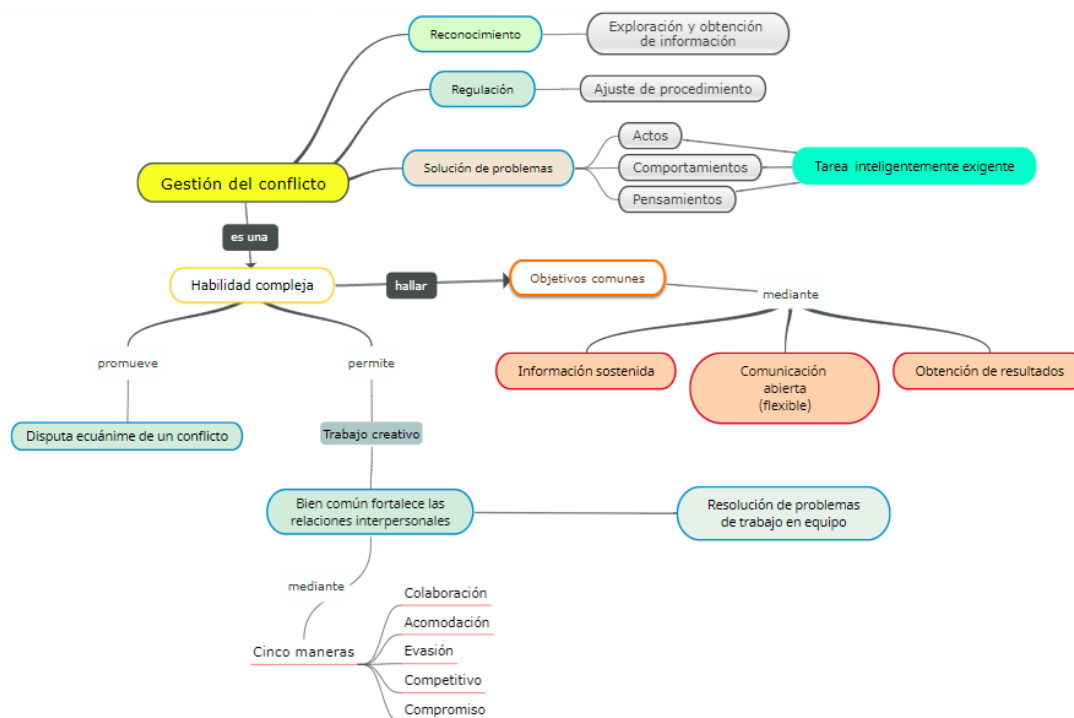 Reconocimiento
Exploración y obtención
de información
Regulación
Ajuste de procedimiento
Gestión del conflicto
Solución de problemas
Actos
Comportamientos
Pensamientos
Tarea inteligentemente exigente
es una
Habilidad compleja
hallar
Objetivos comunes
mediante
Información sostenida
Comunicación
abierta
(flexible)
Obtención de resultados
promueve
permite
Disputa ecuánime de un conflicto
Trabajo creativo
Bien común fortalece las
relaciones interpersonales
Resolución de problemas
de trabajo en equipo
mediante
Cinco maneras
Colaboración
Acomodación
Evasión
Competitivo
Compromiso